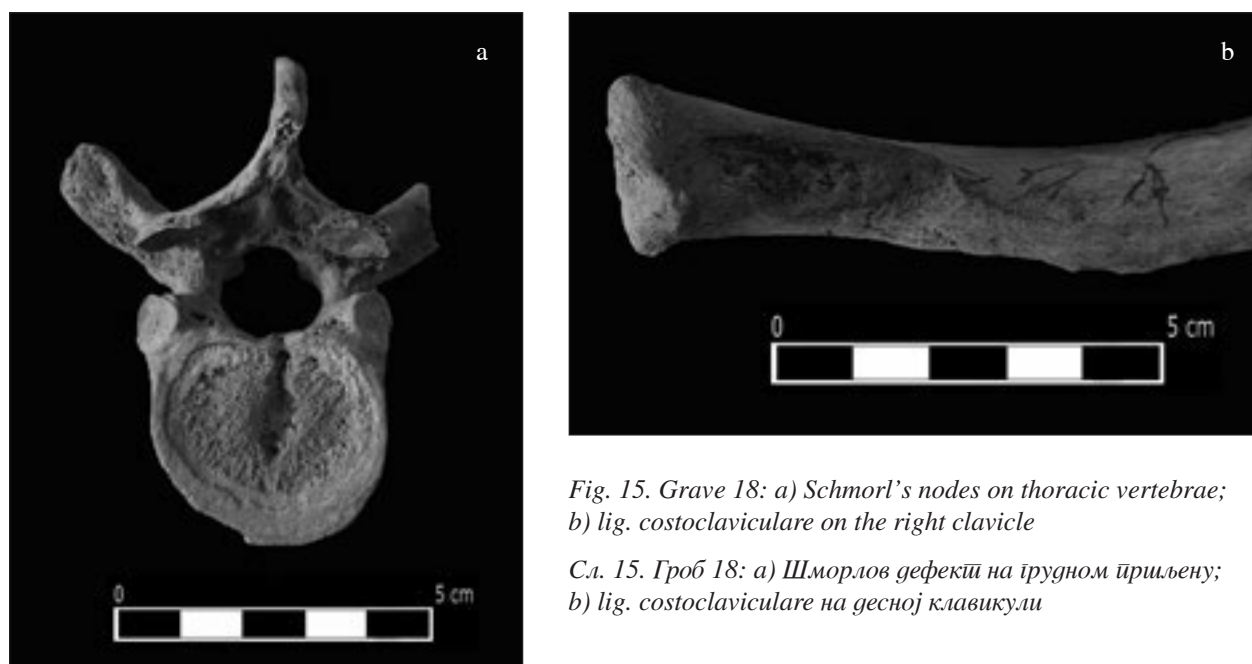 a
0
5 cm
b
0
5 cm
Fig. 15. Grave 18: a) Schmorl's nodes on thoracic vertebrae;
b) lig. costoclaviculare on the right clavicle
Сл. 15. Гроб 18: а) Шморлов дефект на грудном пршљену;
b) lig. costoclaviculare на десној клавикули